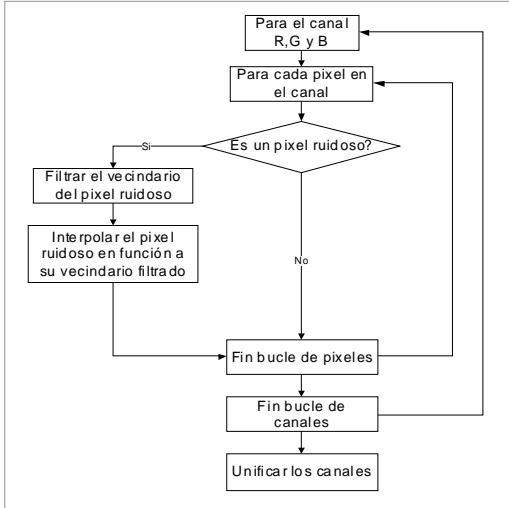 Para el canal
R,G y B
Para cada pixel en
el canal
Es un pixel ruidoso?
Si
Filtrar el vecindario
del pixel ruidoso
Interpolar el pixel
ruidoso en función a
su vecindario filtrado
No
Fin bucle de pixeles
Fin bucle de
canales
Unificar los canales